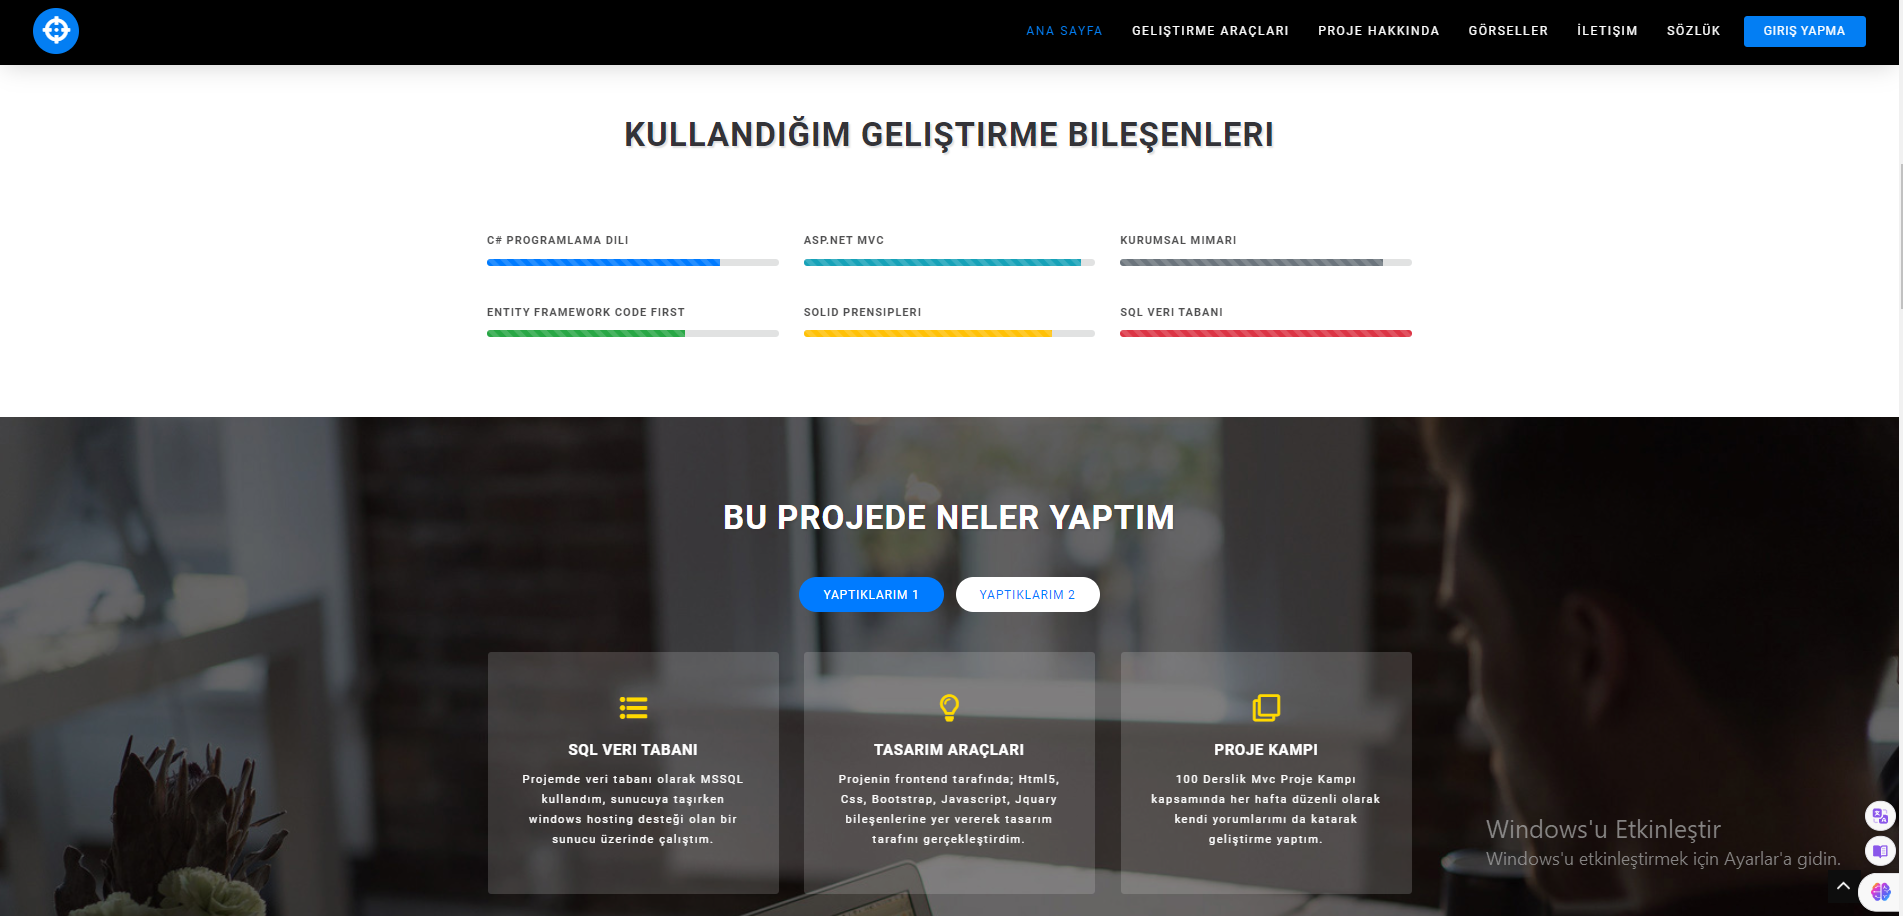 ANA SAYFA GELIŞTIRME ARAÇLARI PROJE HAKKINDA GÖRSELLER İLETIŞIM SÖZLÜK GIRIŞ YAPMA
KULLANDIĞIM GELIŞTIRME BILEŞENLERI
C# PROGRAMLAMA DILI
ASP.NET MVC
KURUMSAL MIMARI
ENTITY FRAMEWORK CODE FIRST
SOLID PRENSIPLERI
SQL VERI TABANI
BU PROJEDE NELER YAPTIM
YAPTIKLARIM 1
YAPTIKLARIM 2
SQL VERI TABANI
Projemde veri tabanı olarak MSSQL
kullandım, sunucuya taşırken
windows hosting desteği olan bir
sunucu üzerinde çalıştım.
TASARIM ARAÇLARI
Projenin frontend tarafında; Html5,
Css, Bootstrap, Javascript, Jquary
bileşenlerine yer vererek tasarım
tarafını gerçekleştirdim.
PROJE KAMPI
100 Derslik Mvc Proje Kampı
kapsamında her hafta düzenli olarak
kendi yorumlarımı da katarak
geliştirme yaptım.
Windows'u Etkinleştir
Windows'u etkinleştirmek için Ayarlar'a gidin.